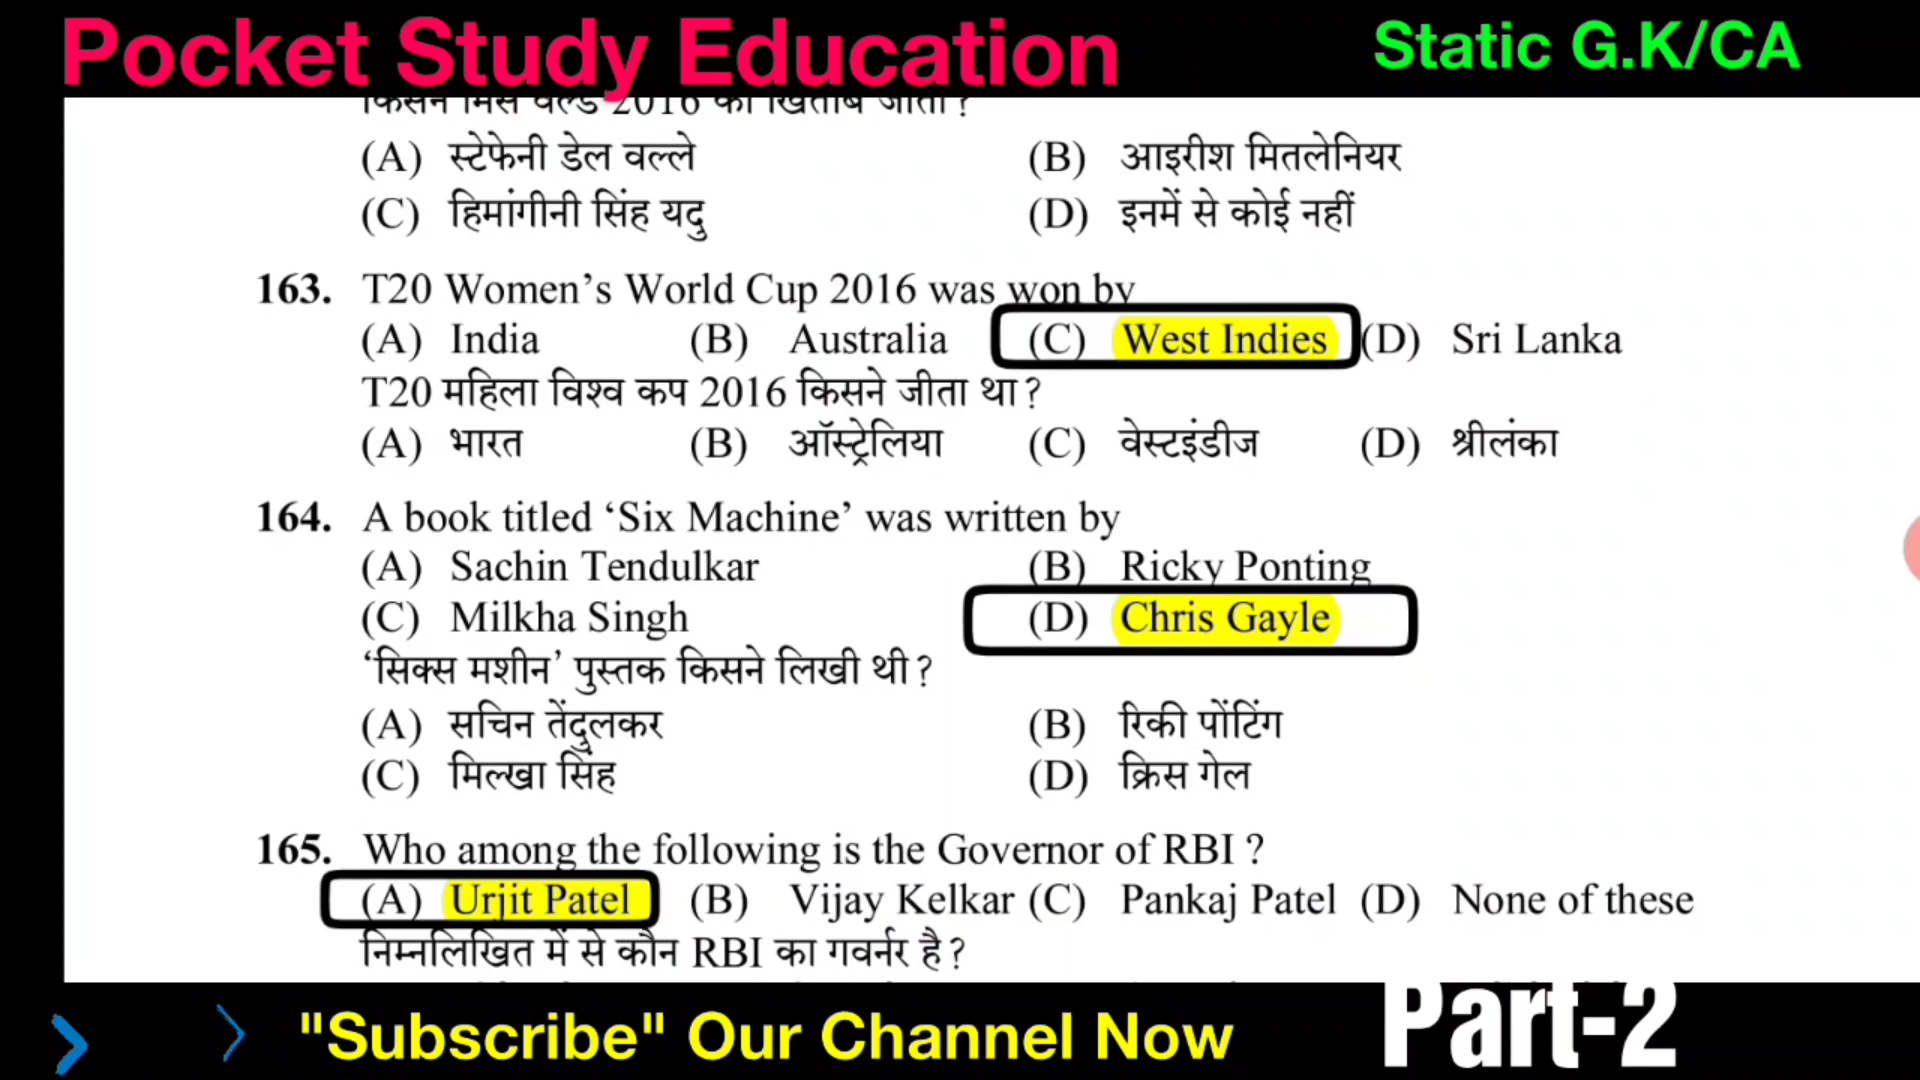 Pocket Study Education
Static G.K/CA
किसने मिस वर्ल्ड 2016 का खिताब जीता ?
(A) स्टेफेनी डेल वल्ले (B) आइरीश मितलेनियर
(C) हिमांगीनी सिंह यदु (D) इनमें से कोई नहीं
163. T20 Women’s World Cup 2016 was won by
(A) India (B) Australia (C) West Indies (D) Sri Lanka
T20 महिला विश्व कप 2016 किसने जीता था ?
(A) भारत (B) ऑस्ट्रेलिया (C) वेस्टइंडीज (D) श्रीलंका
164. A book titled ‘Six Machine’ was written by
(A) Sachin Tendulkar (B) Ricky Ponting
(C) Milkha Singh (D) Chris Gayle
‘सिक्स मशीन’ पुस्तक किसने लिखी थी ?
(A) सचिन तेंदुलकर (B) रिकी पोंटिंग
(C) मिल्खा सिंह (D) क्रिस गेल
165. Who among the following is the Governor of RBI ?
(A) Urjit Patel (B) Vijay Kelkar (C) Pankaj Patel (D) None of these
निम्नलिखित में से कौन RBI का गवर्नर है ?
"Subscribe" Our Channel Now
Part-2